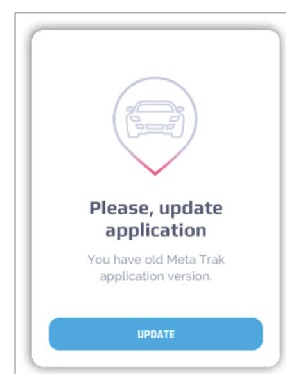 Please, update
application
You have old Meta Trak
application version.
UPDATE